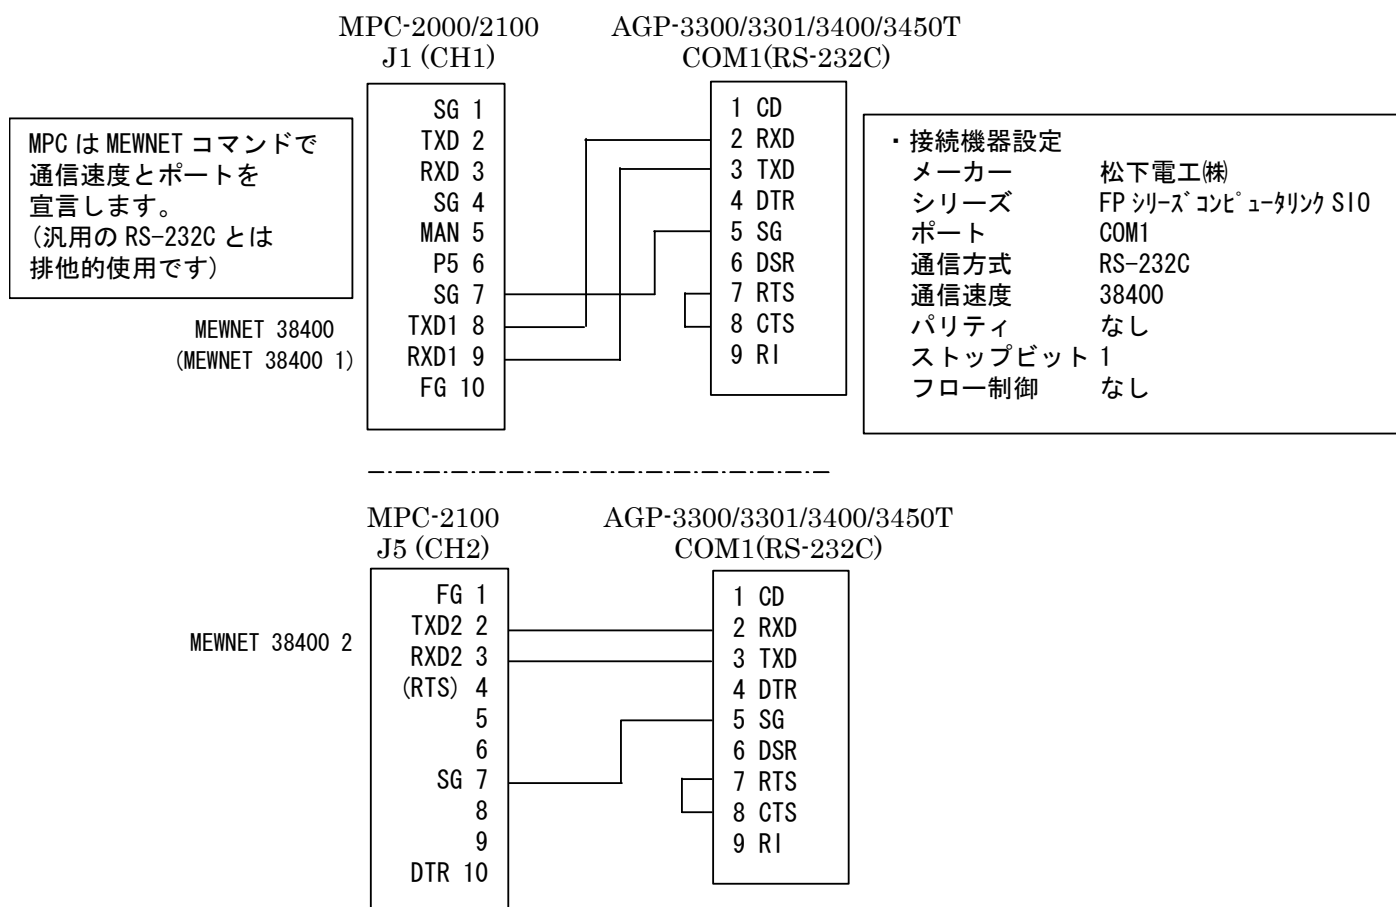 MPC-2000/2100
J1 (CH1)
AGP-3300/3301/3400/3450T
COM1(RS-232C)
MPC は MEWNET コマンドで
通信速度とポートを
宣言します。
(汎用の RS-232C とは
排他的使用です)
MEWNET 38400
(MEWNET 38400 1)
SG 1
TXD 2
RXD 3
SG 4
MAN 5
P5 6
SG 7
TXD1 8
RXD1 9
FG 10
1 CD
2 RXD
3 TXD
4 DTR
5 SG
6 DSR
7 RTS
8 CTS
9 RI
・接続機器設定
メーカー 松下電工㈱
シリーズ FP ｼﾘｰｽﾞ ｺﾝﾋﾟｭｰﾀﾘﾝｸ SIO
ポート COM1
通信方式 RS-232C
通信速度 38400
パリティ なし
ストップビット 1
フロー制御 なし
MPC-2100
J5 (CH2)
AGP-3300/3301/3400/3450T
COM1(RS-232C)
MEWNET 38400 2
FG 1
TXD2 2
RXD2 3
(RTS) 4
5
6
SG 7
8
9
DTR 10
1 CD
2 RXD
3 TXD
4 DTR
5 SG
6 DSR
7 RTS
8 CTS
9 RI